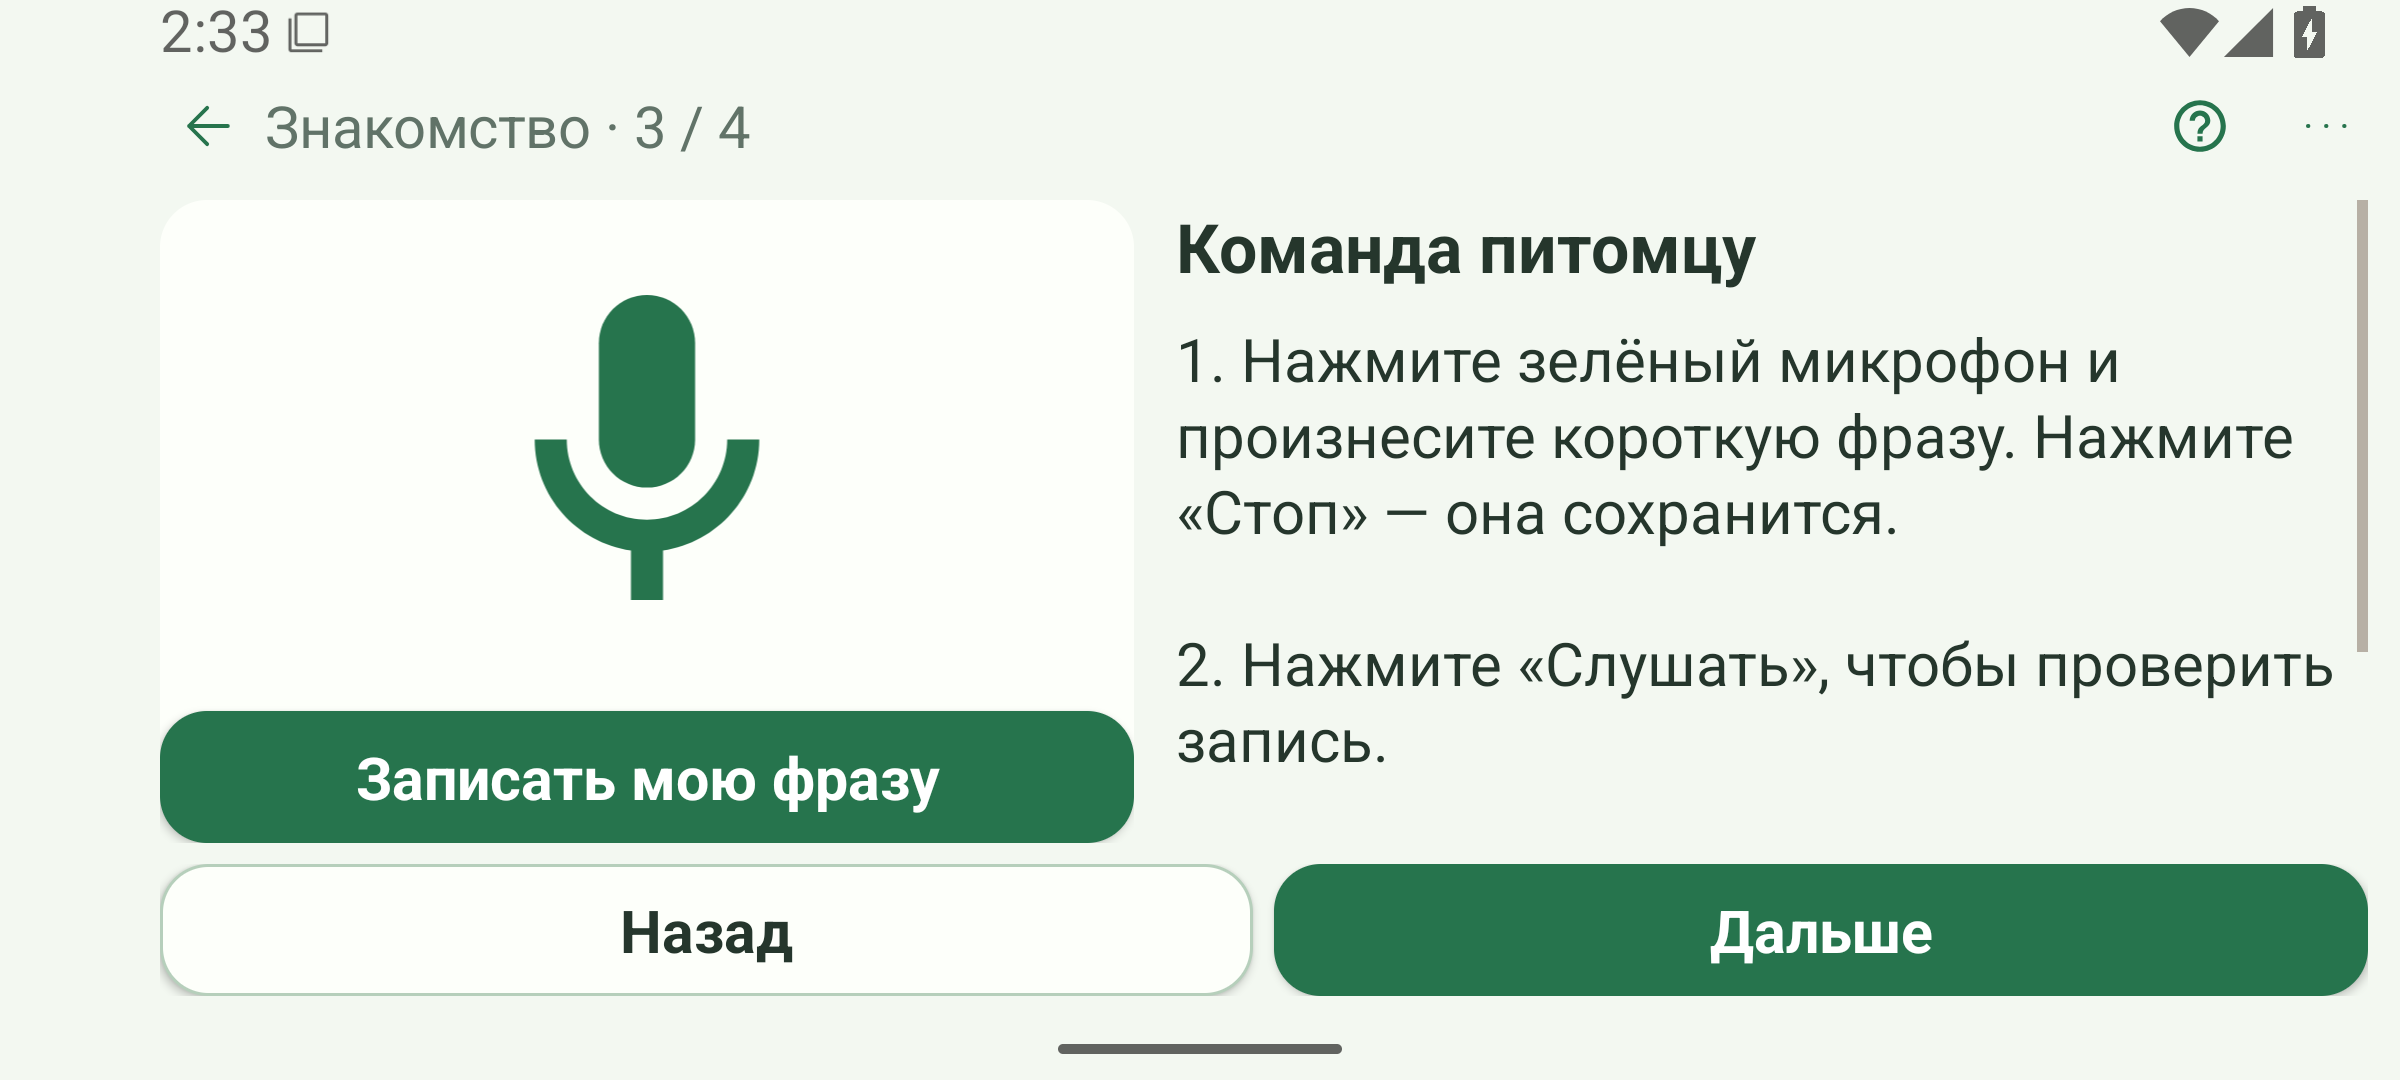 2:33
Знакомство · 3 / 4
Команда питомцу
1. Нажмите зелёный микрофон и
произнесите короткую фразу. Нажмите
«Стоп» — она сохранится.
2. Нажмите «Слушать», чтобы проверить
запись.
Записать мою фразу
Назад
Дальше